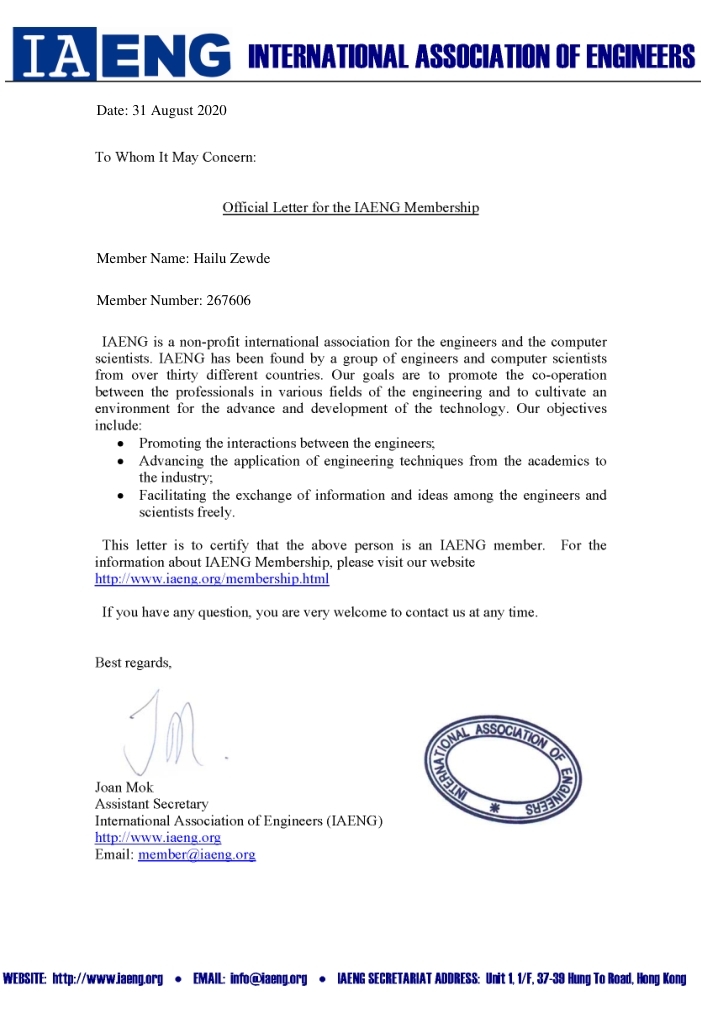 IAENG INTERNATIONAL ASSOCIATION OF ENGINEERS
Date: 31 August 2020
To Whom It May Concern:
Official Letter for the IAENG Membership
Member Name: Hailu Zewde
Member Number: 267606
IAENG is a non-profit international association for the engineers and the computer
scientists. IAENG has been found by a group of engineers and computer scientists
from over thirty different countries. Our goals are to promote the co-operation
between the professionals in various fields of the engineering and to cultivate an
environment for the advance and development of the technology. Our objectives
include:
• Promoting the interactions between the engineers;
• Advancing the application of engineering techniques from the academics to
the industry;
• Facilitating the exchange of information and ideas among the engineers and
scientists freely.
This letter is to certify that the above person is an IAENG member. For the
information about IAENG Membership, please visit our website
http://www.iaeng.org/membership.html
If you have any question, you are very welcome to contact us at any time.
Best regards,
JM.
INTERNATIONAL ASSOCIATION OF ENGINEERS *
Joan Mok
Assistant Secretary
International Association of Engineers (IAENG)
http://www.iaeng.org
Email: member@iaeng.org
WEBSITE: http://www.iaeng.org • EMAIL: info@iaeng.org • IAENG SECRETARIAT ADDRESS: Unit 1, 1/F, 37-39 Hung To Road, Hong Kong